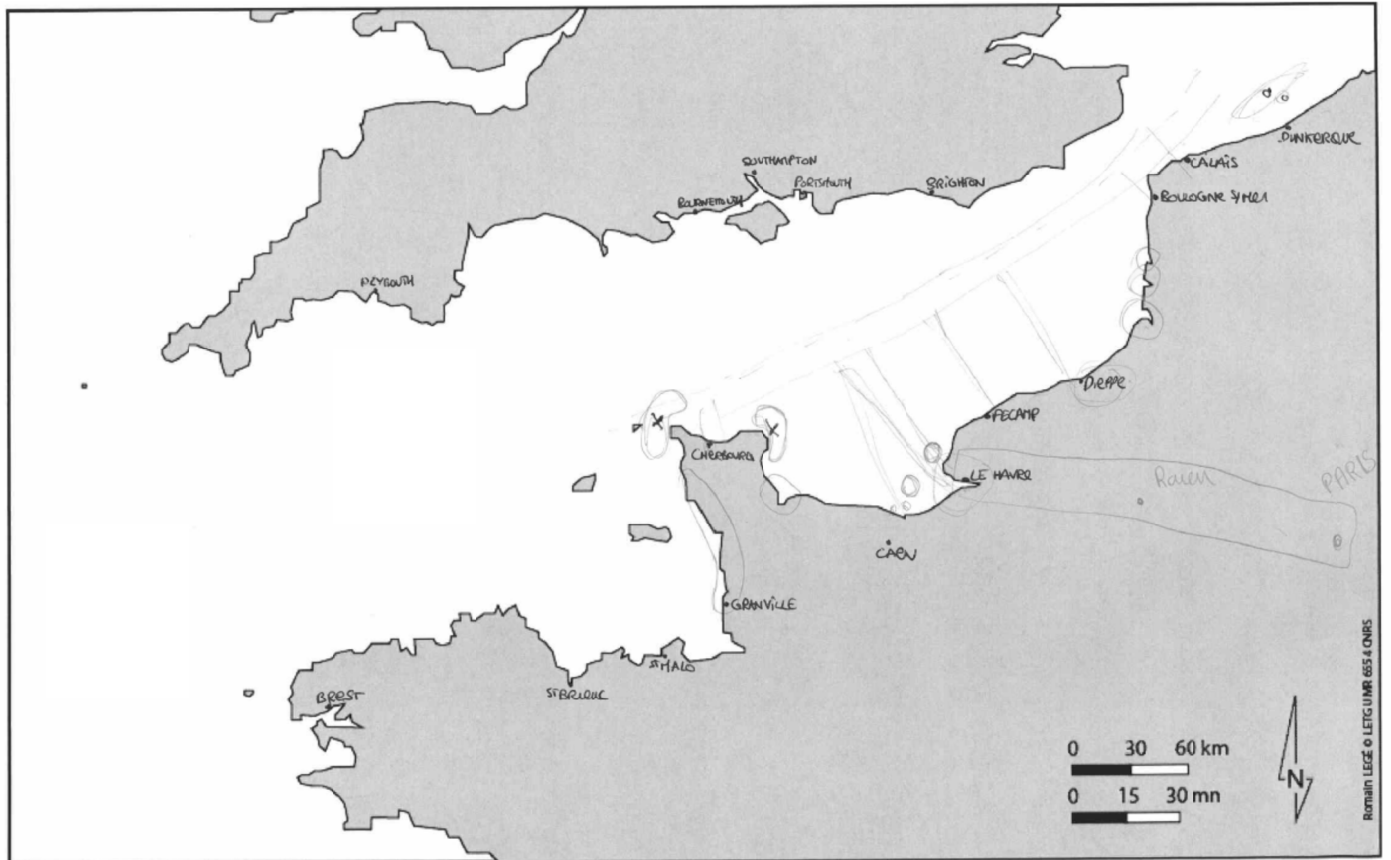 SOUTHAMPTON
PORTSMOUTH
BOURNEMOUTH
BRIGHTON
PLYMOUTH
DUNKERQUE
CALAIS
BOULOGNE S/MER
DIEPPE
FECAMP
LE HAVRE
CHERBOURG
CAEN
Rouen
PARIS
GRANVILLE
ST MALO
ST BRIEUC
BREST
0 30 60 km
0 15 30 mn
N
Romain LEGÉ © LETG UMR 6554 CNRS